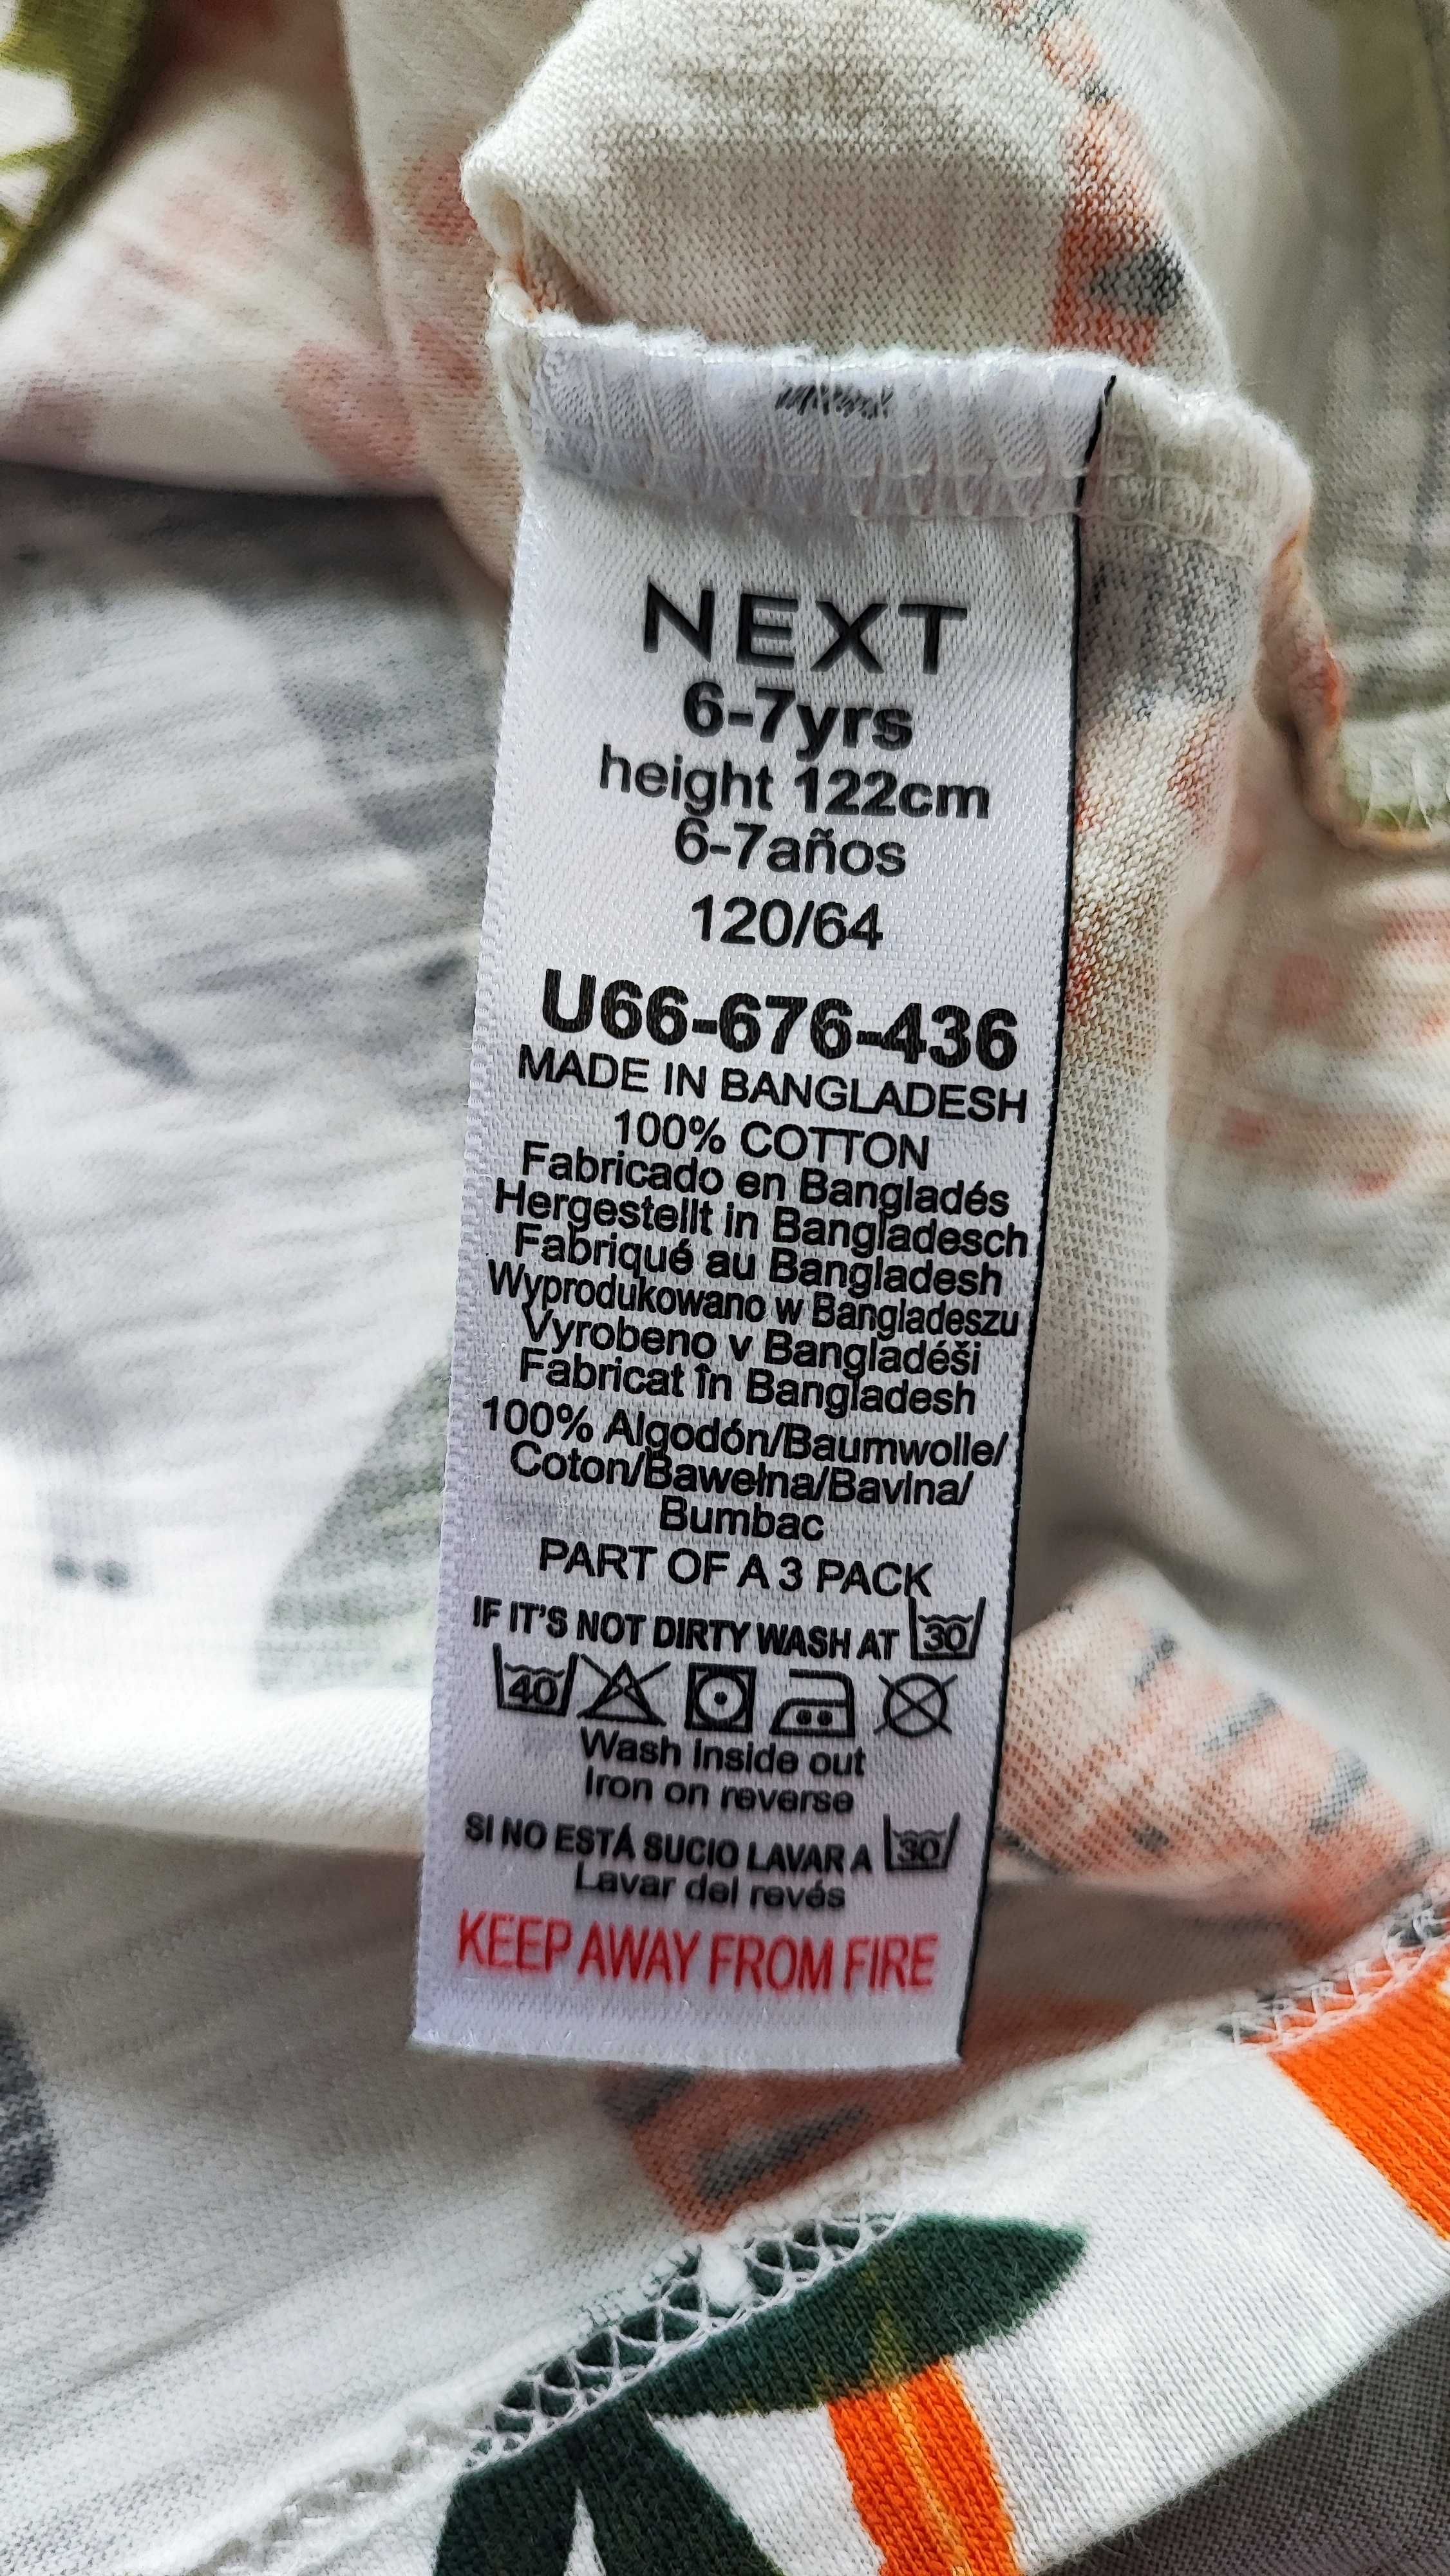 NEXT
6-7yrs
height 122cm
6-7años
120/64
U66-676-436
MADE IN BANGLADESH
100% COTTON
Fabricado en Bangladés
Hergestellt in Bangladesch
Fabriqué au Bangladesh
Wyprodukowano w Bangladeszu
Vyrobeno v Bangladéši
Fabricat în Bangladesh
100% Algodón/Baumwolle/
Coton/Bawełna/Bavlna/
Bumbac
PART OF A 3 PACK
IF IT'S NOT DIRTY WASH AT 30
40
Wash inside out
Iron on reverse
SI NO ESTÁ SUCIO LAVAR A 30
Lavar del revés
KEEP AWAY FROM FIRE